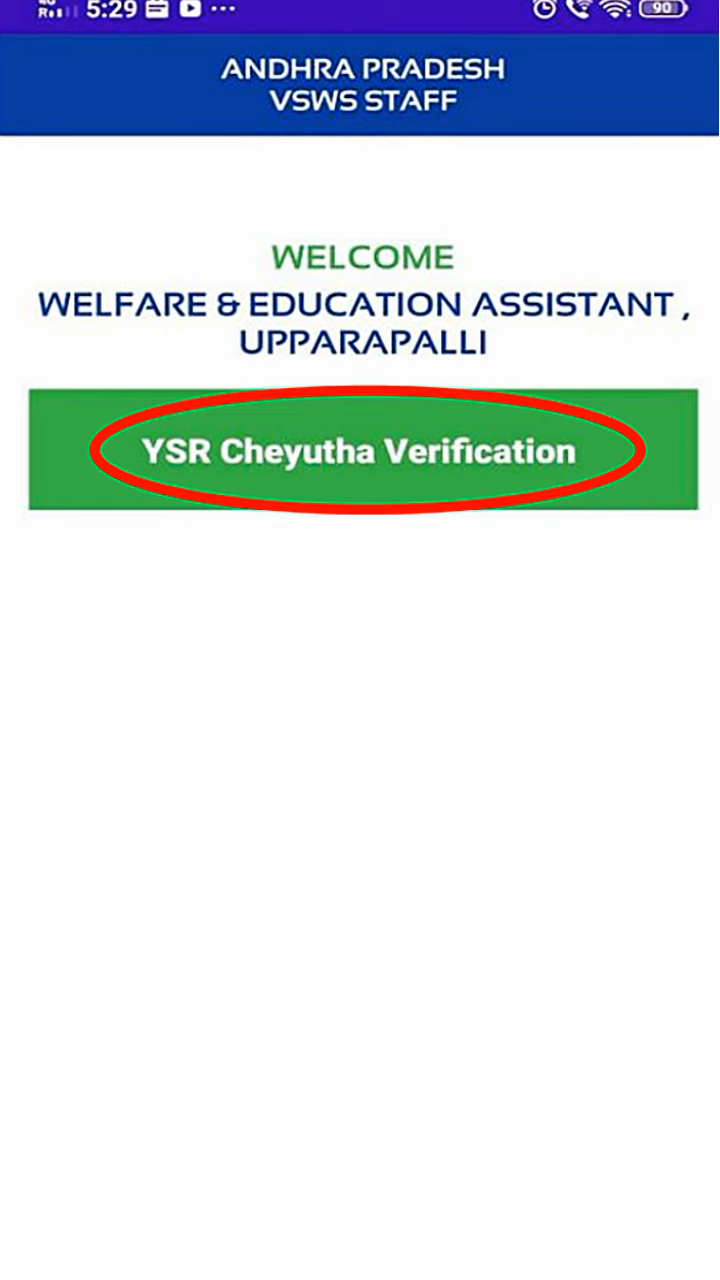 5:29 90
ANDHRA PRADESH
VSWS STAFF
WELCOME
WELFARE & EDUCATION ASSISTANT ,
UPPARAPALLI
YSR Cheyutha Verification